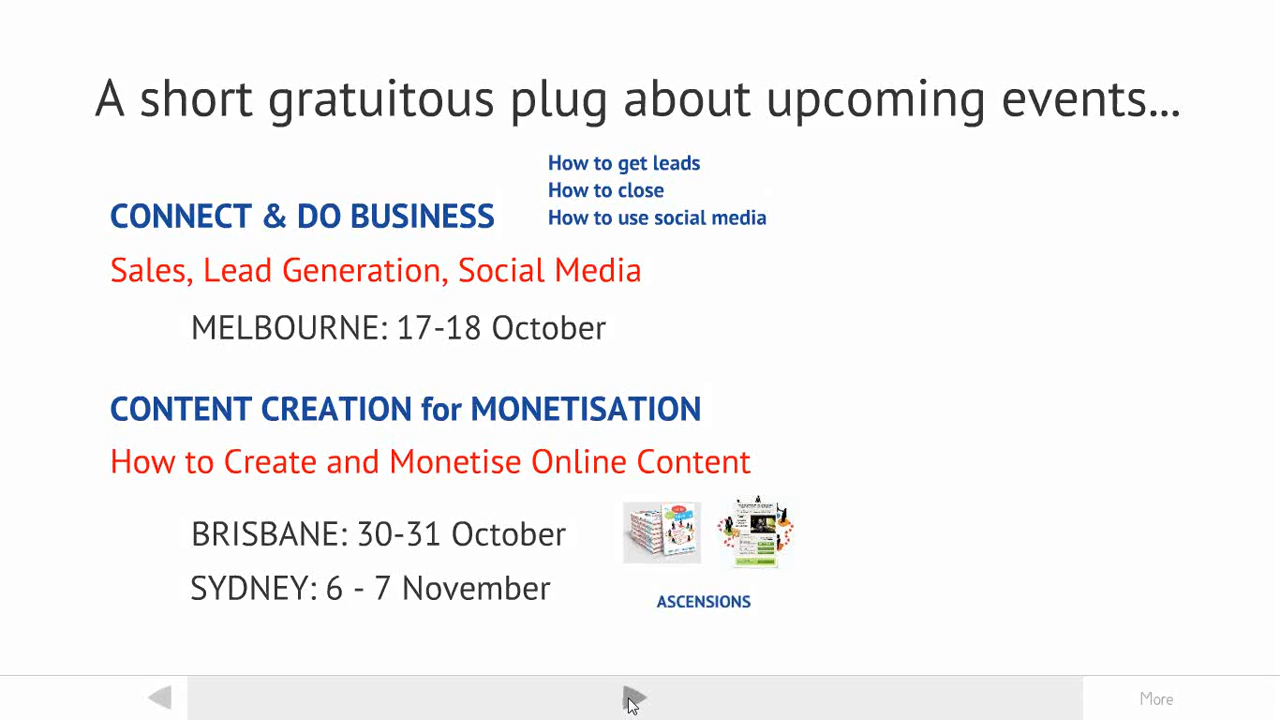 A short gratuitous plug about upcoming events...
How to get leads
How to close
How to use social media
CONNECT & DO BUSINESS
Sales, Lead Generation, Social Media
MELBOURNE: 17-18 October
CONTENT CREATION for MONETISATION
How to Create and Monetise Online Content
BRISBANE: 30-31 October
SYDNEY: 6 - 7 November
ASCENSIONS
More